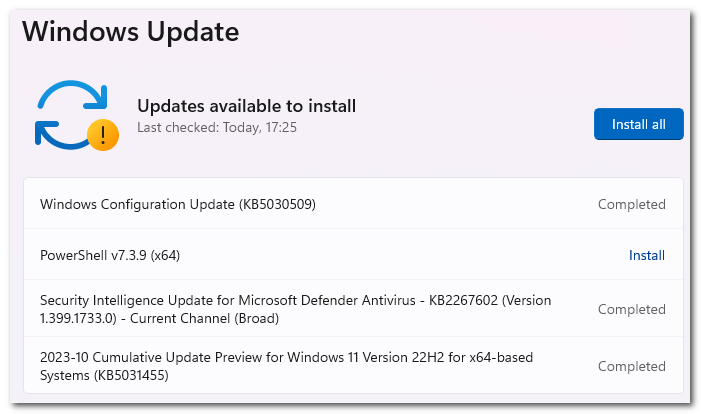 Windows Update
Updates available to install
Last checked: Today, 17:25
Install all
Windows Configuration Update (KB5030509)
Completed
PowerShell v7.3.9 (x64)
Install
Security Intelligence Update for Microsoft Defender Antivirus - KB2267602 (Version
1.399.1733.0) - Current Channel (Broad)
Completed
2023-10 Cumulative Update Preview for Windows 11 Version 22H2 for x64-based
Systems (KB5031455)
Completed